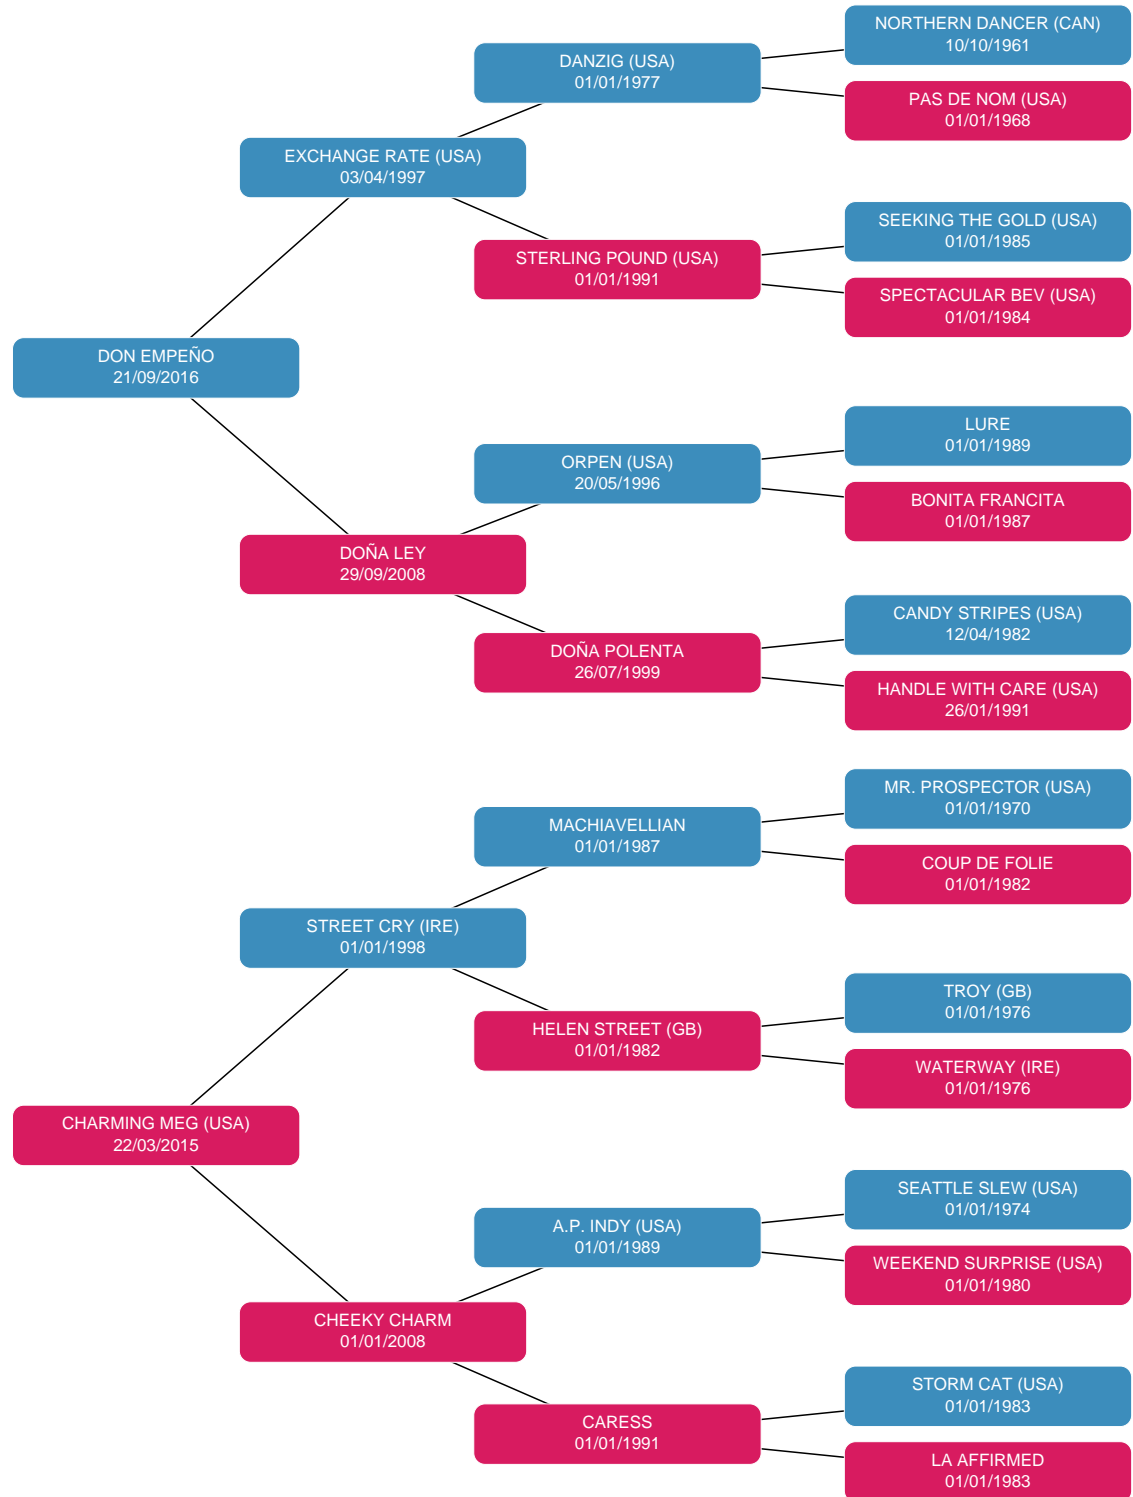 NORTHERN DANCER (CAN)
10/10/1961
DANZIG (USA)
01/01/1977
PAS DE NOM (USA)
01/01/1968
EXCHANGE RATE (USA)
03/04/1997
SEEKING THE GOLD (USA)
01/01/1985
STERLING POUND (USA)
01/01/1991
SPECTACULAR BEV (USA)
01/01/1984
DON EMPEÑO
21/09/2016
LURE
01/01/1989
ORPEN (USA)
20/05/1996
BONITA FRANCITA
01/01/1987
DOÑA LEY
29/09/2008
CANDY STRIPES (USA)
12/04/1982
DOÑA POLENTA
26/07/1999
HANDLE WITH CARE (USA)
26/01/1991
MR. PROSPECTOR (USA)
01/01/1970
MACHIAVELLIAN
01/01/1987
COUP DE FOLIE
01/01/1982
STREET CRY (IRE)
01/01/1998
TROY (GB)
01/01/1976
HELEN STREET (GB)
01/01/1982
WATERWAY (IRE)
01/01/1976
CHARMING MEG (USA)
22/03/2015
SEATTLE SLEW (USA)
01/01/1974
A.P. INDY (USA)
01/01/1989
WEEKEND SURPRISE (USA)
01/01/1980
CHEEKY CHARM
01/01/2008
STORM CAT (USA)
01/01/1983
CARESS
01/01/1991
LA AFFIRMED
01/01/1983